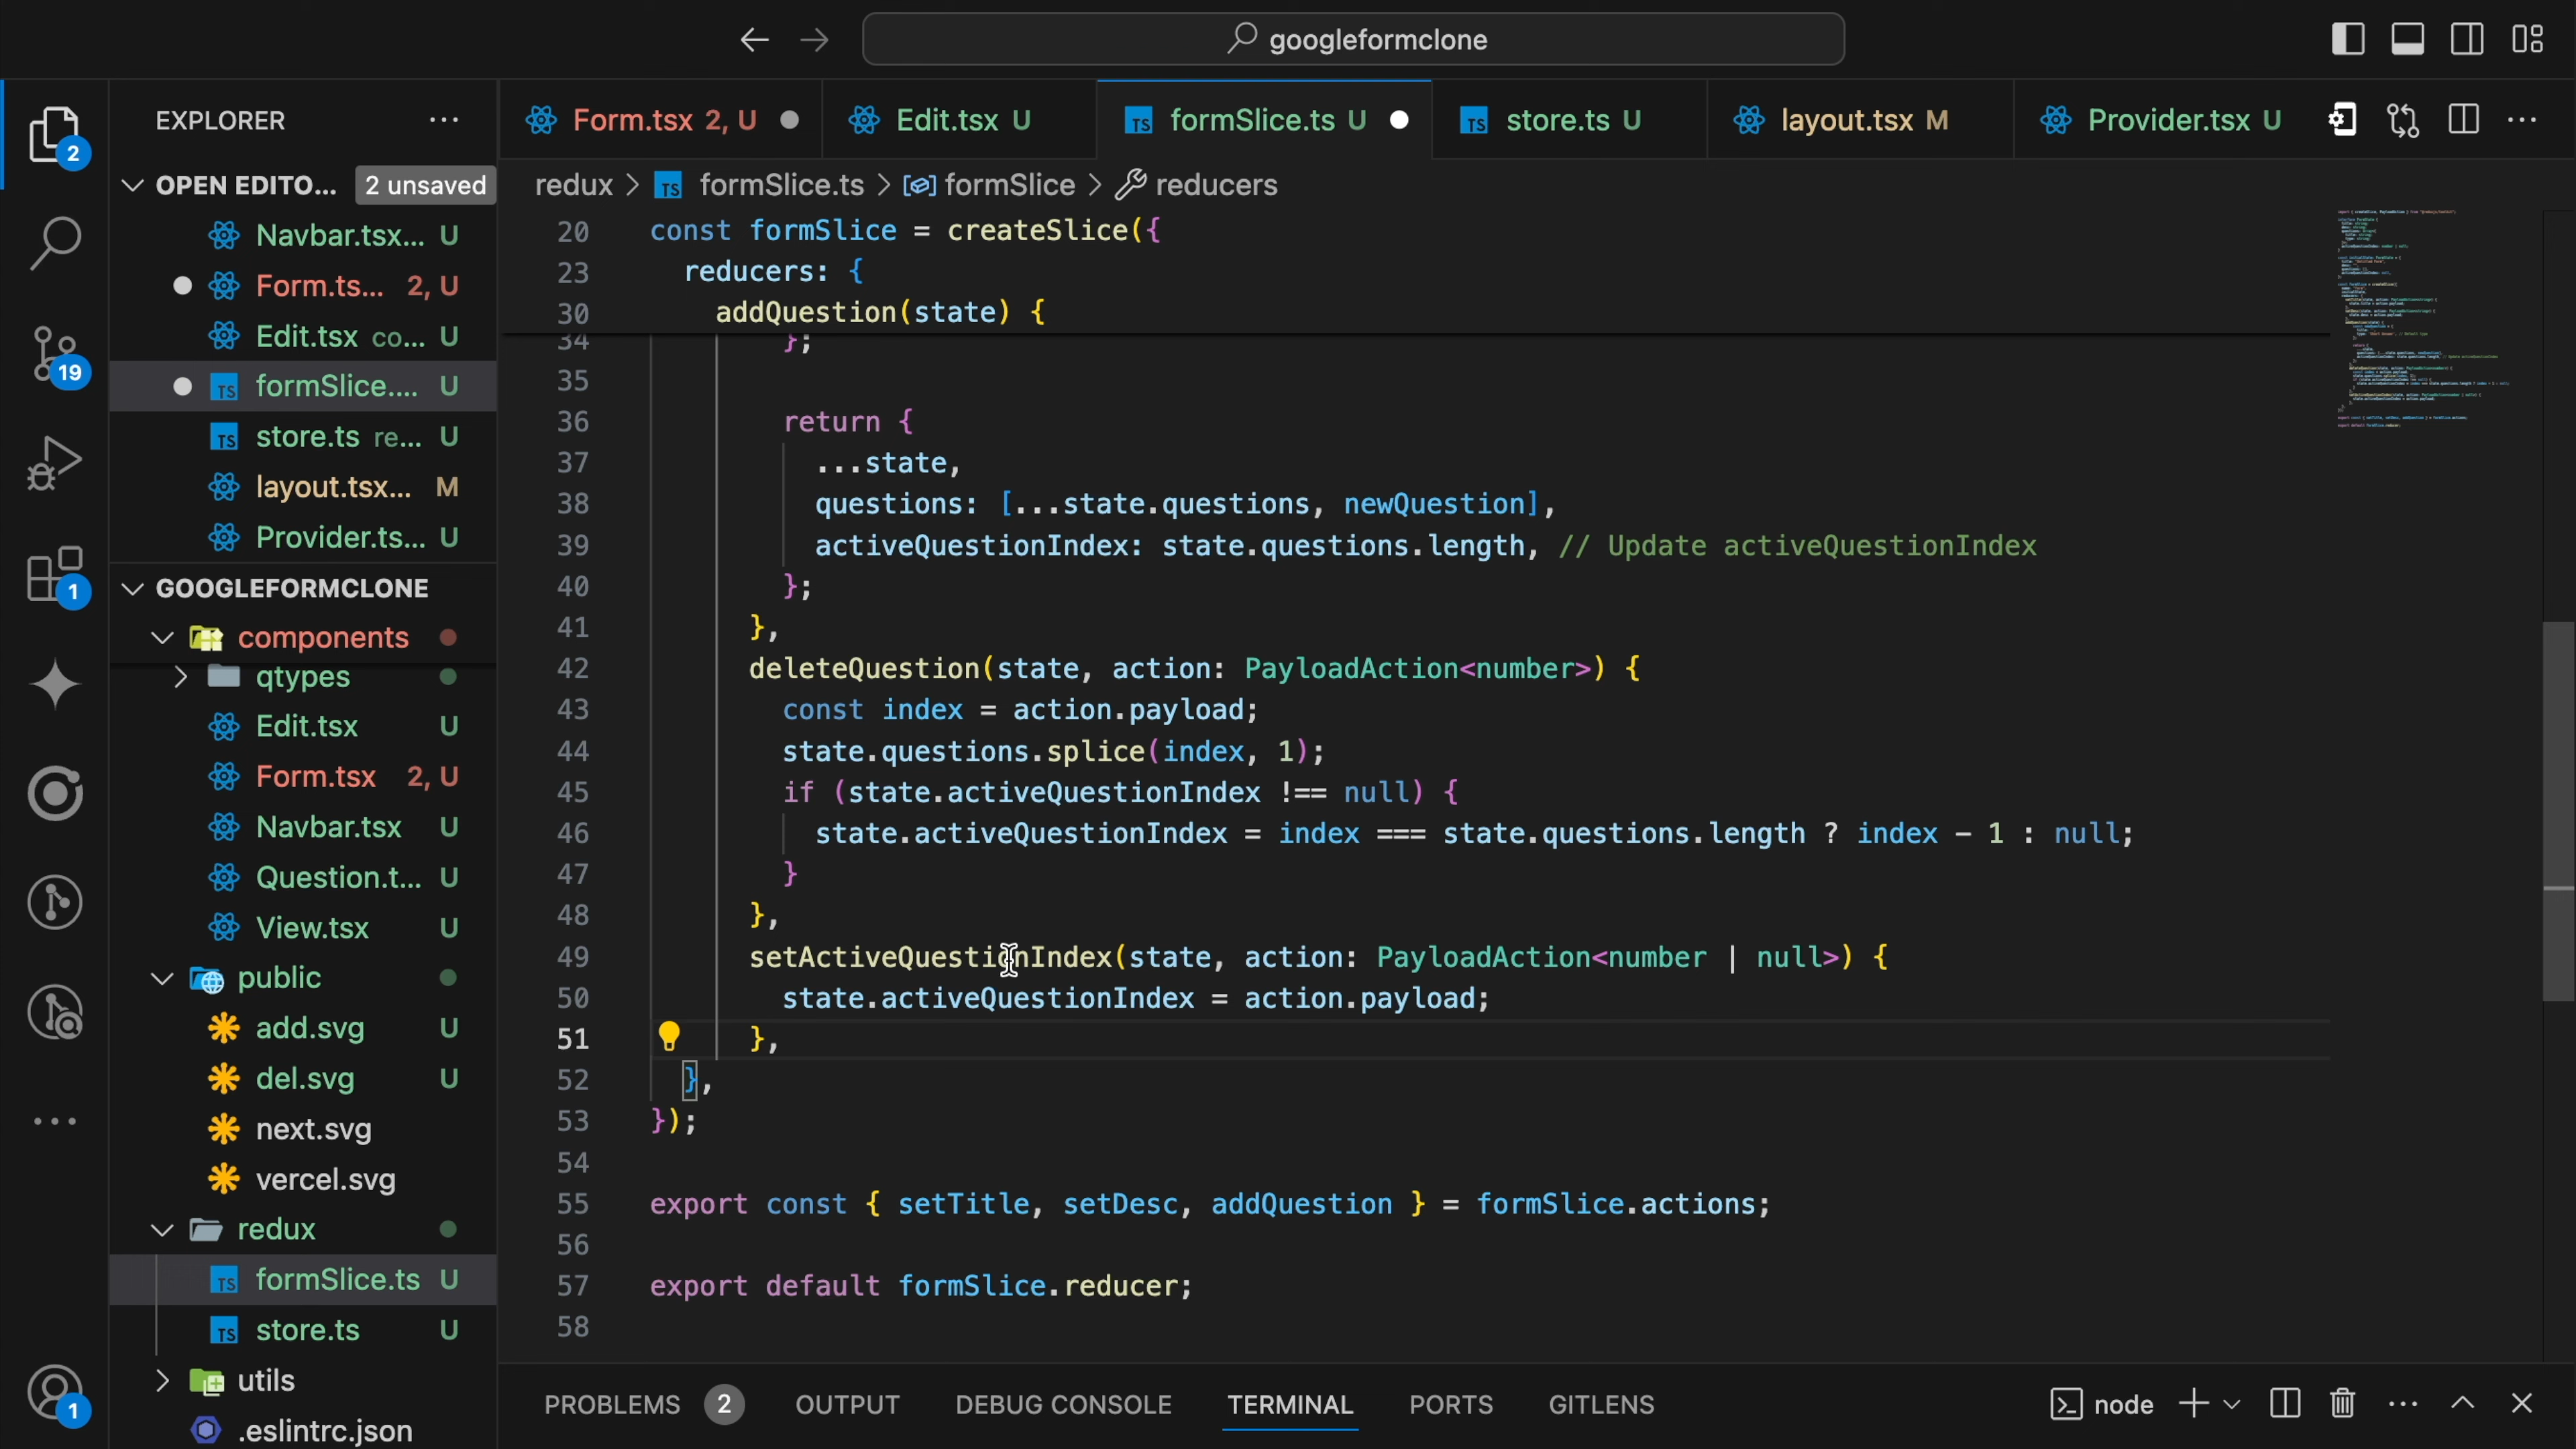 googleformclone
EXPLORER
Form.tsx 2, U
Edit.tsx U
formSlice.ts U
store.ts U
layout.tsx M
Provider.tsx U
OPEN EDITO... 2 unsaved
Navbar.tsx... U
Form.ts... 2, U
Edit.tsx co... U
formSlice.... U
store.ts re... U
layout.tsx... M
Provider.ts... U
GOOGLEFORMCLONE
components
qtypes
Edit.tsx U
Form.tsx 2, U
Navbar.tsx U
Question.t... U
View.tsx U
public
add.svg U
del.svg U
next.svg
vercel.svg
redux
formSlice.ts U
store.ts U
utils
.eslintrc.json
2
19
1
1
redux > TS formSlice.ts > formSlice > reducers
20 const formSlice = createSlice({
23 reducers: {
30 addQuestion(state) {
34 };
35
36 return {
37 ...state,
38 questions: [...state.questions, newQuestion],
39 activeQuestionIndex: state.questions.length, // Update activeQuestionIndex
40 };
41 },
42 deleteQuestion(state, action: PayloadAction<number>) {
43 const index = action.payload;
44 state.questions.splice(index, 1);
45 if (state.activeQuestionIndex !== null) {
46 state.activeQuestionIndex = index === state.questions.length ? index - 1 : null;
47 }
48 },
49 setActiveQuestionIndex(state, action: PayloadAction<number | null>) {
50 state.activeQuestionIndex = action.payload;
51 },
52 },
53 });
54
55 export const { setTitle, setDesc, addQuestion } = formSlice.actions;
56
57 export default formSlice.reducer;
58
PROBLEMS 2 OUTPUT DEBUG CONSOLE TERMINAL PORTS GITLENS
node